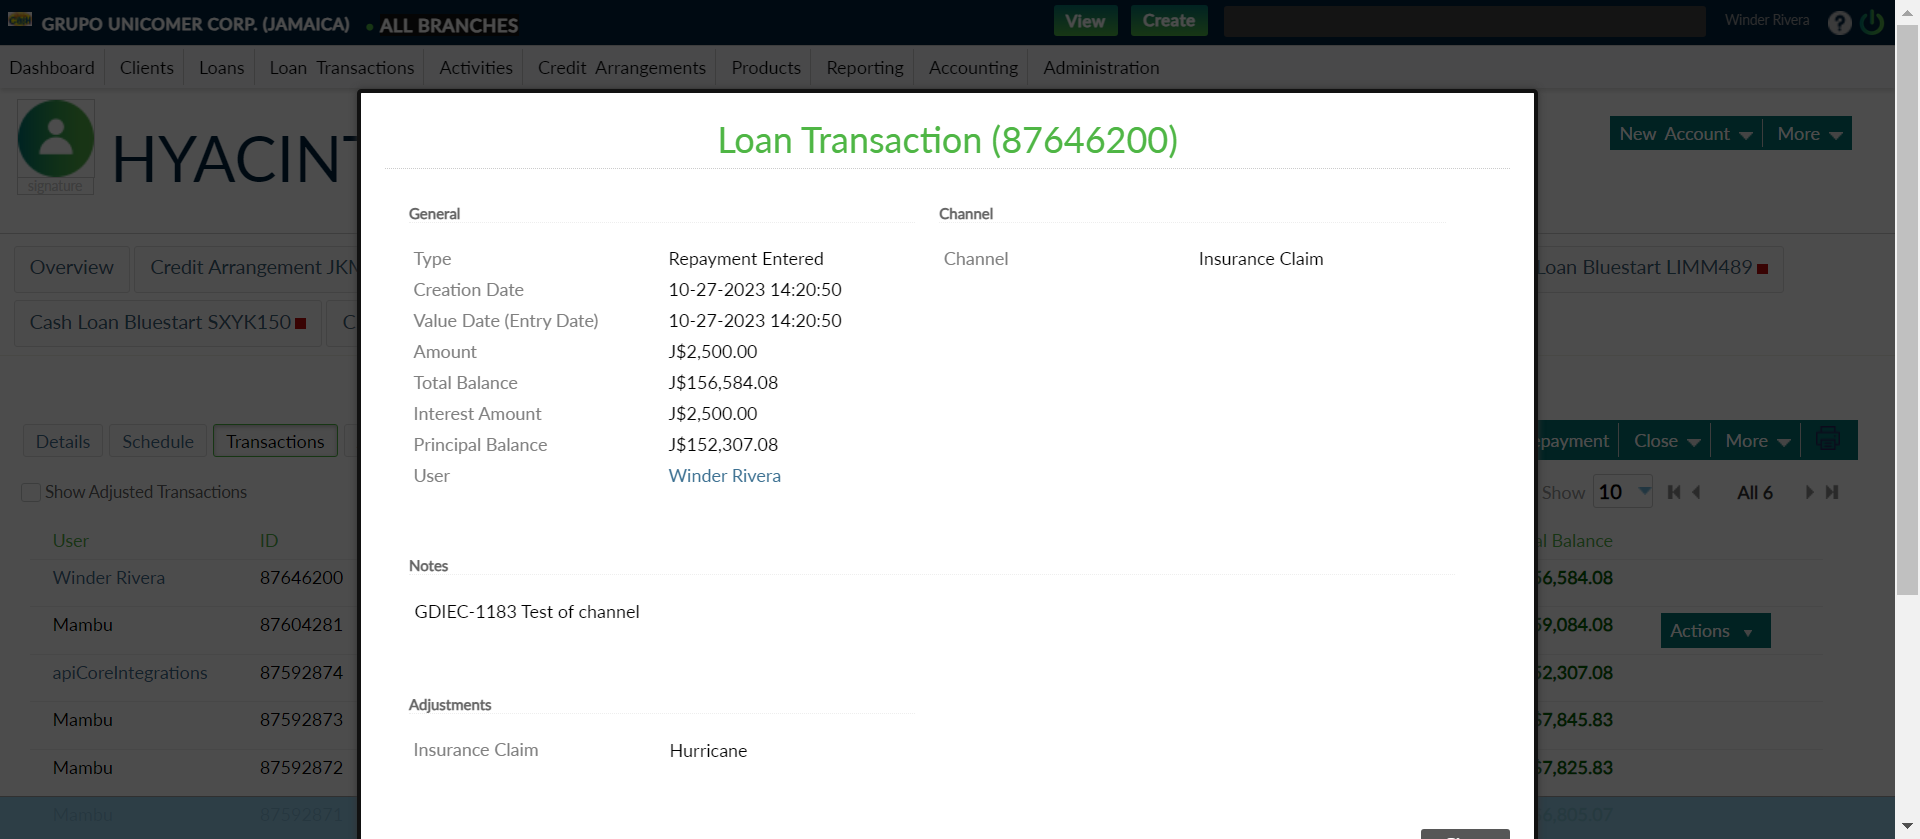 GRUPO UNICOMER CORP. (JAMAICA) • ALL BRANCHES View Create Winder Rivera ?
Dashboard Clients Loans Loan Transactions Activities Credit Arrangements Products Reporting Accounting Administration
HYACINT
signature
New Account More
Loan Transaction (87646200)
General Channel
Type Repayment Entered Channel Insurance Claim
Creation Date 10-27-2023 14:20:50
Value Date (Entry Date) 10-27-2023 14:20:50
Amount J$2,500.00
Total Balance J$156,584.08
Interest Amount J$2,500.00
Principal Balance J$152,307.08
User Winder Rivera
Notes
GDIEC-1183 Test of channel
Adjustments
Insurance Claim Hurricane
Overview Credit Arrangement JKM Loan Bluestart LIMM489
Cash Loan Bluestart SXYK150 C
Details Schedule Transactions payment Close More
Show Adjusted Transactions Show 10 All 6
User ID al Balance
Winder Rivera 87646200 6,584.08
Mambu 87604281 9,084.08 Actions
apiCoreIntegrations 87592874 2,307.08
Mambu 87592873 7,845.83
Mambu 87592872 7,825.83
Mambu 87592871 6,805.07